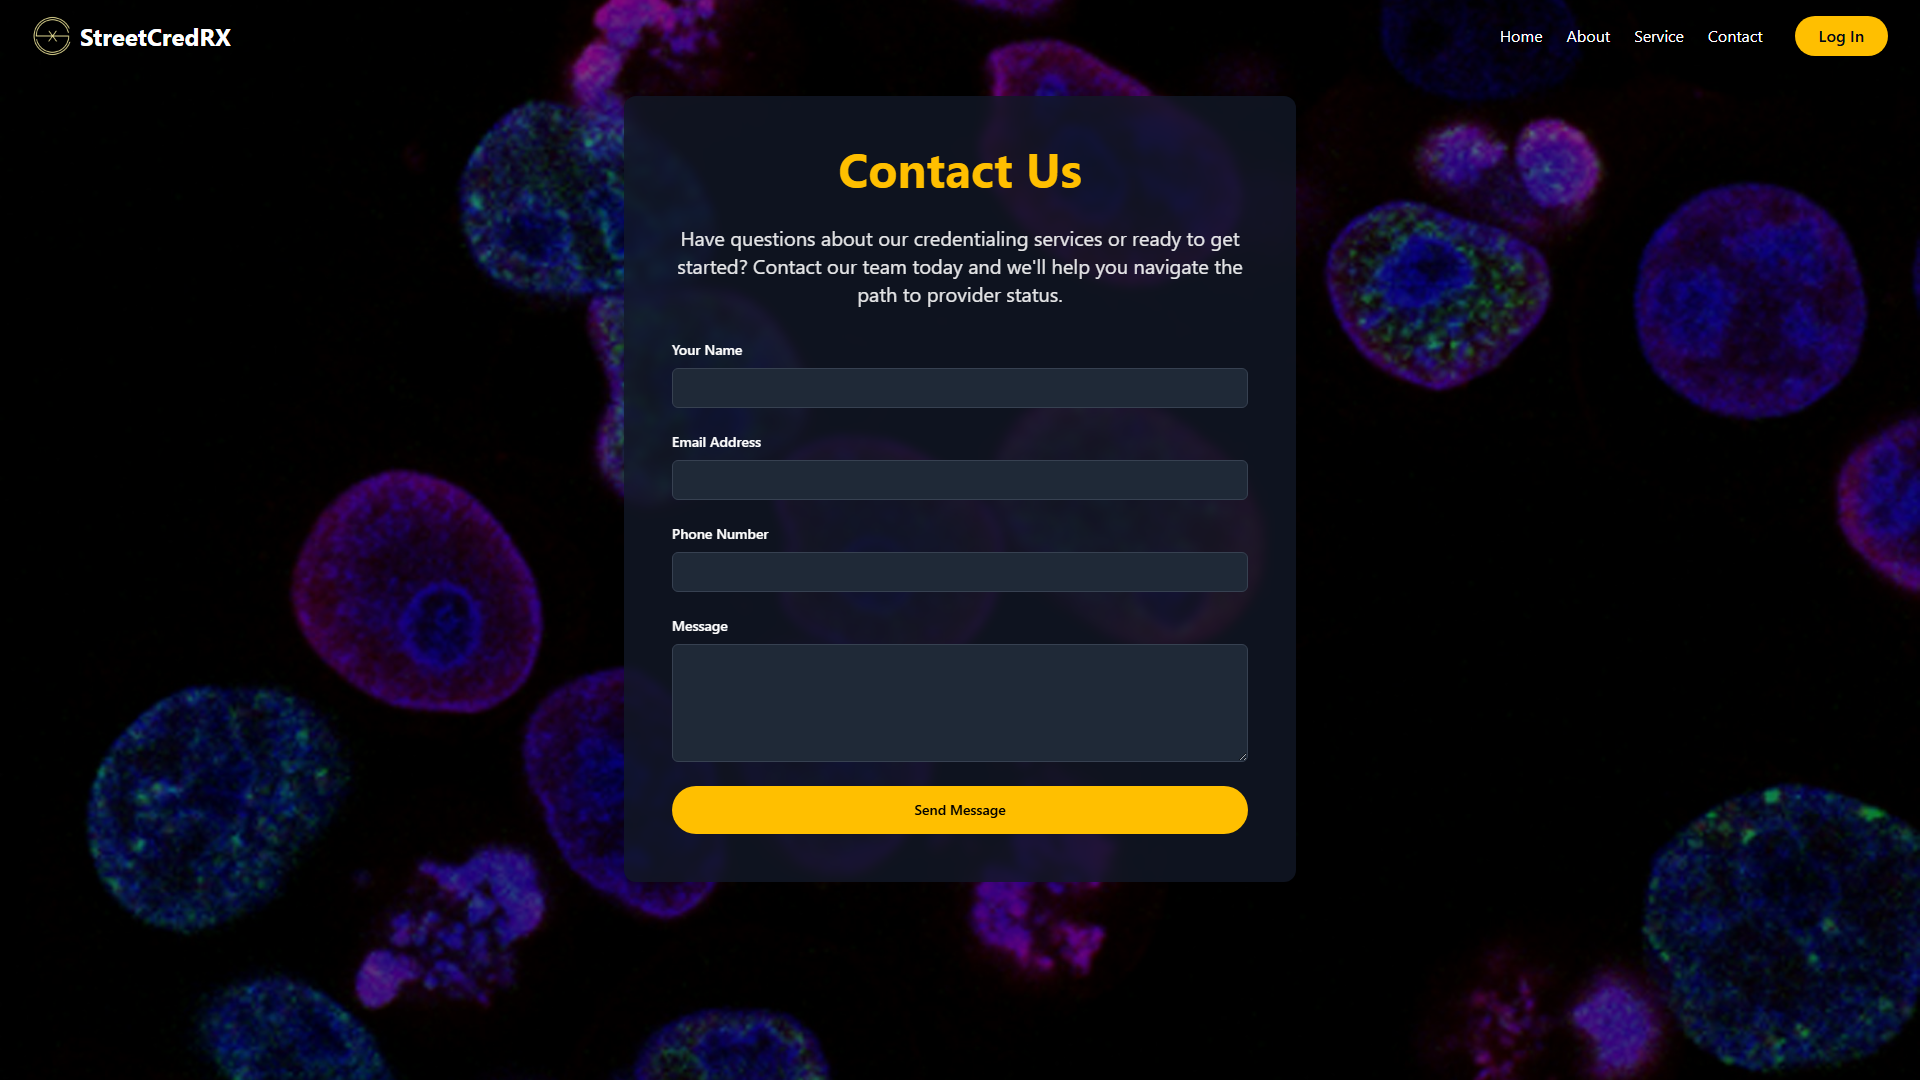 StreetCredRX
Home
About
Service
Contact
Log In
Contact Us
Have questions about our credentialing services or ready to get
started? Contact our team today and we'll help you navigate the
path to provider status.
Your Name
Email Address
Phone Number
Message
Send Message